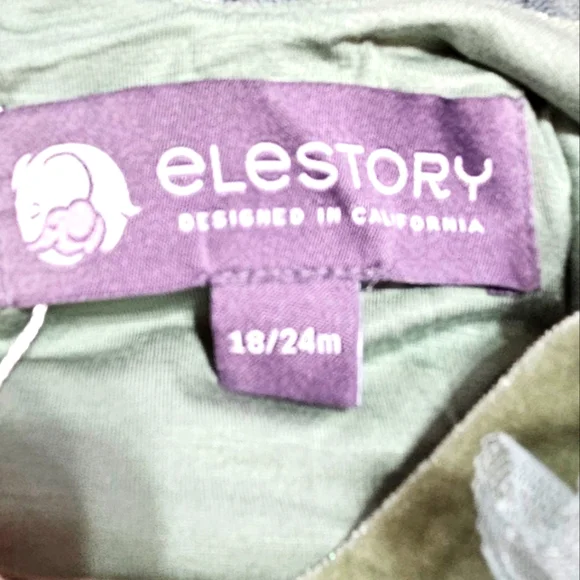 eLeSTORY
DESIGNED IN CALIFORNIA
18/24m